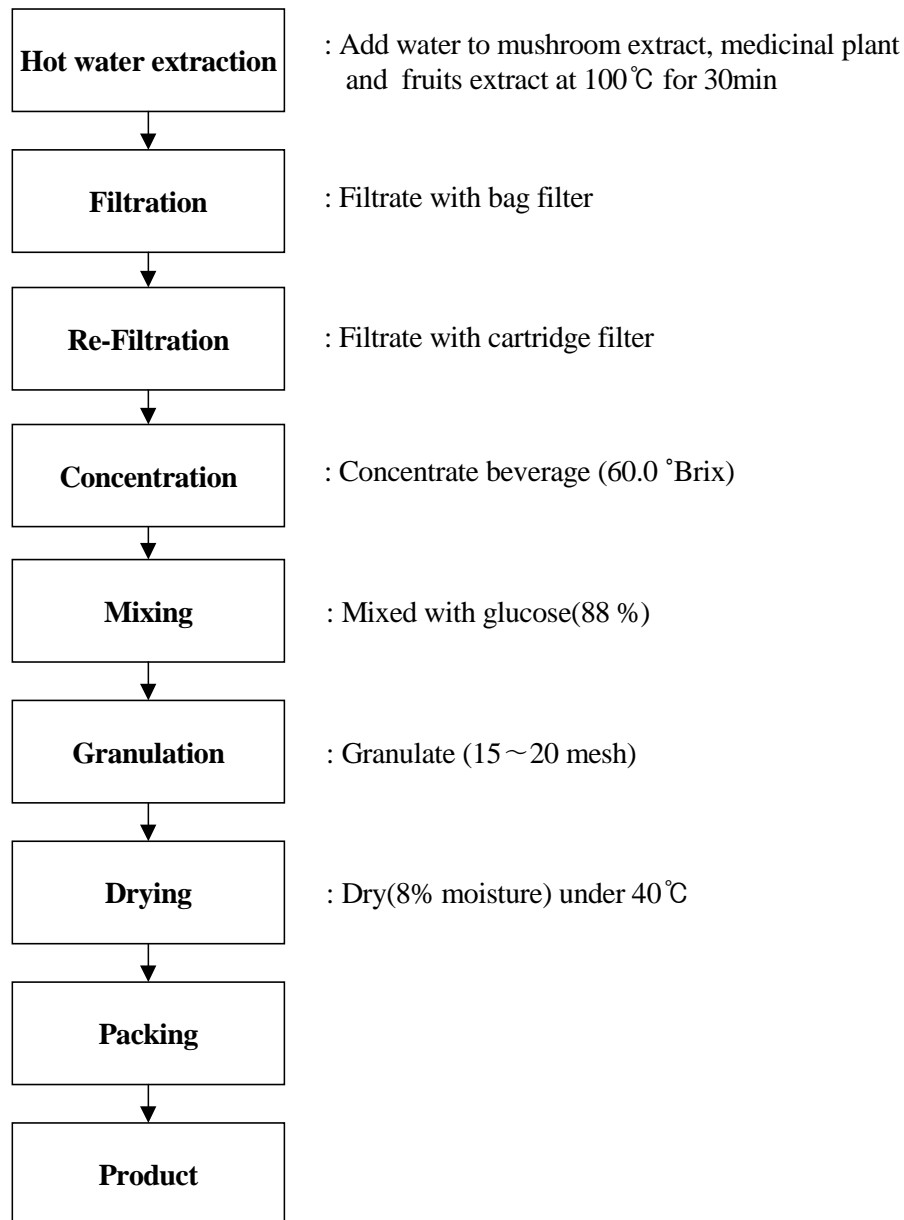 Hot water extraction
: Add water to mushroom extract, medicinal plant
and fruits extract at 100℃ for 30min
Filtration
: Filtrate with bag filter
Re-Filtration
: Filtrate with cartridge filter
Concentration
: Concentrate beverage (60.0 °Brix)
Mixing
: Mixed with glucose(88 %)
Granulation
: Granulate (15～20 mesh)
Drying
: Dry(8% moisture) under 40℃
Packing
Product